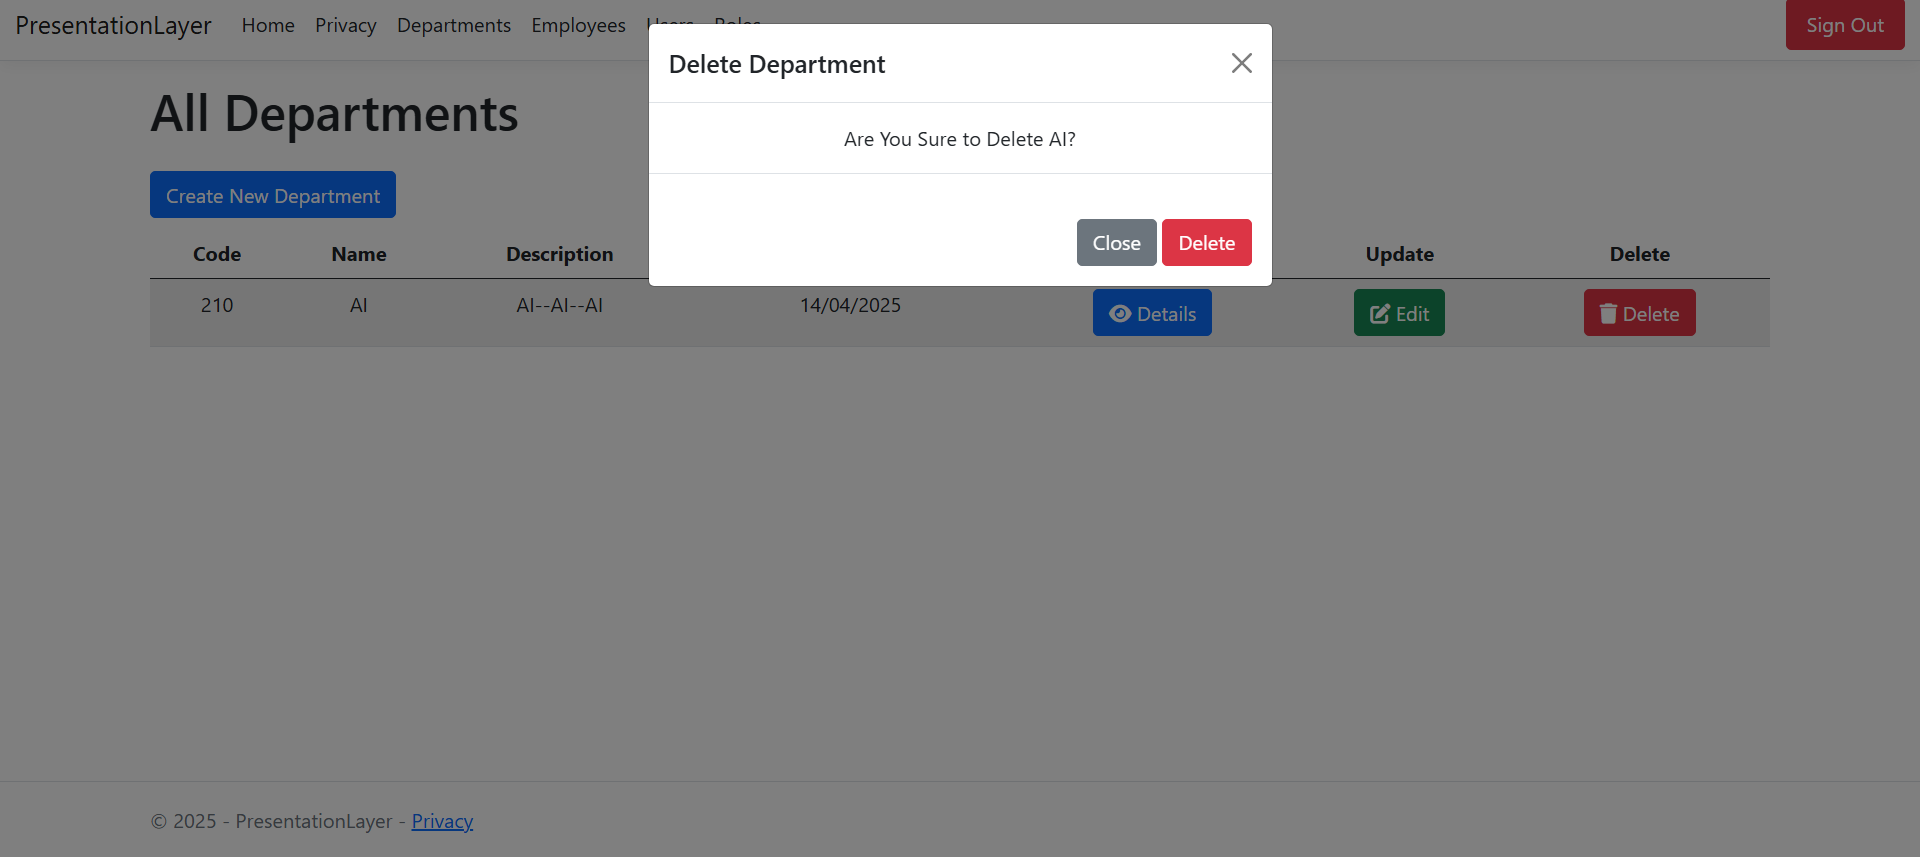 PresentationLayer Home Privacy Departments Employees Users Roles Sign Out
Delete Department
Are You Sure to Delete AI?
Close Delete
All Departments
Create New Department
Code Name Description Update Delete
210 AI AI--AI--AI 14/04/2025 Details Edit Delete
© 2025 - PresentationLayer - Privacy